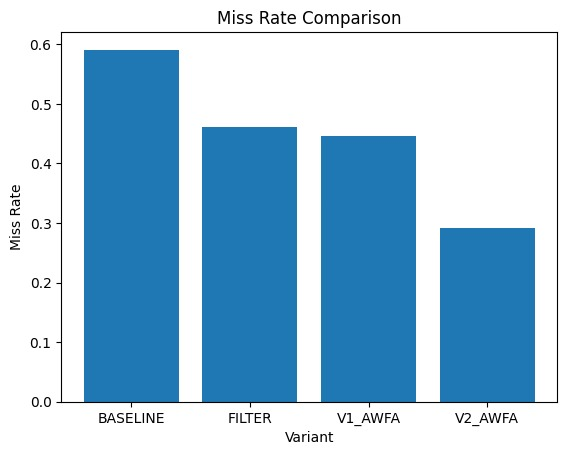 Miss Rate Comparison
0.6
0.5
0.4
0.3
0.2
0.1
0.0
Miss Rate
BASELINE FILTER V1_AWFA V2_AWFA
Variant